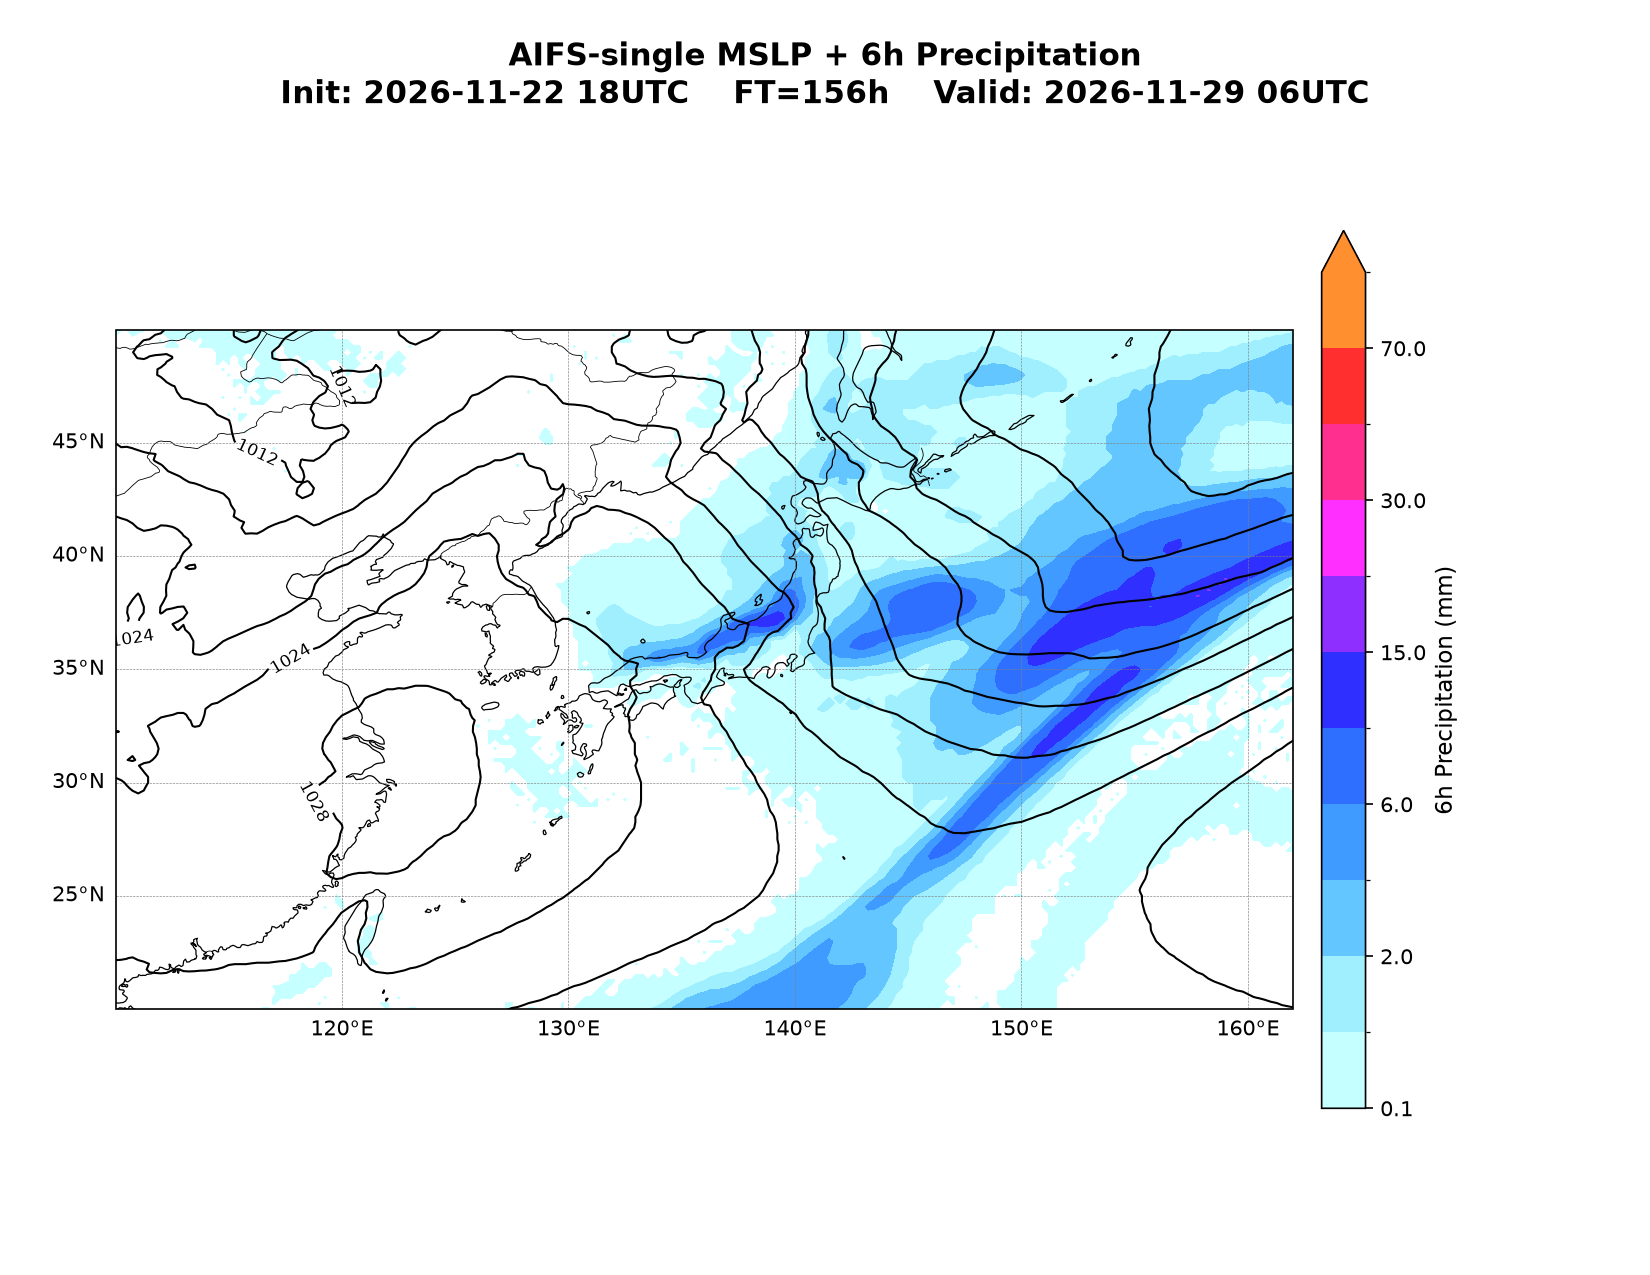 AIFS-single MSLP + 6h Precipitation
Init: 2026-11-22 18UTC    FT=156h    Valid: 2026-11-29 06UTC
70.0
30.0
15.0
6.0
2.0
0.1
6h Precipitation (mm)
45°N
40°N
35°N
30°N
25°N
120°E
130°E
140°E
150°E
160°E
1012
1012
1024
1024
1028